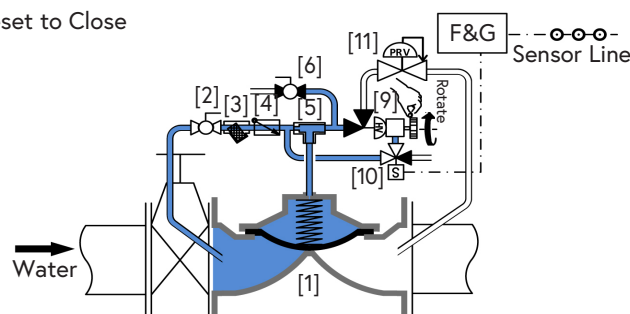 set to Close
[11]
F&G
PRV
Sensor Line
[6]
[2]
[3]
[4]
[5]
[9]
M
Rotate
[10]
S
Water
[1]